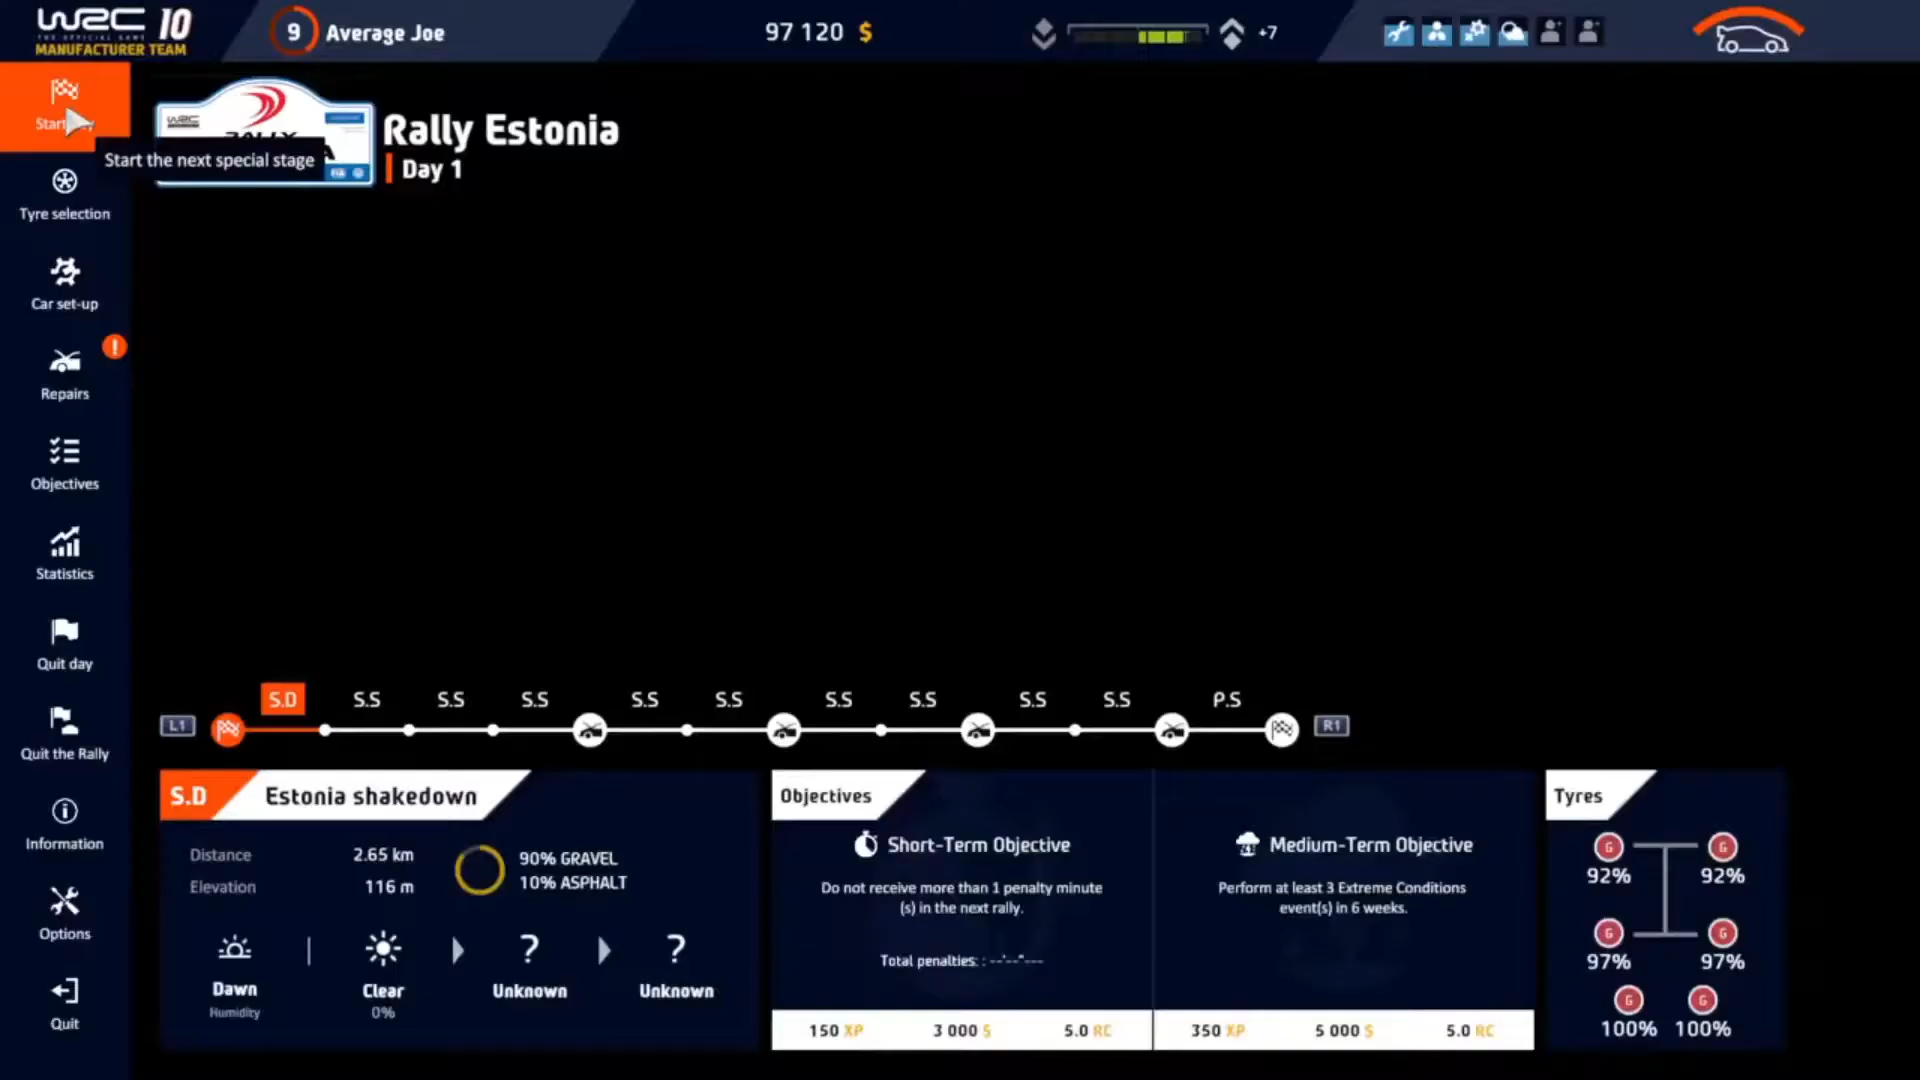 WRC 10
THE OFFICIAL GAME
MANUFACTURER TEAM
9 Average Joe
97 120 $
+7
Start
Start the next special stage
WRC
FIA
Rally Estonia
Day 1
Tyre selection
Car set-up
!
Repairs
Objectives
Statistics
Quit day
Quit the Rally
Information
Options
Quit
L1
S.D
S.S
S.S
S.S
S.S
S.S
S.S
S.S
S.S
S.S
P.S
R1
S.D Estonia shakedown
Distance 2.65 km
Elevation 116 m
90% GRAVEL
10% ASPHALT
? ?
Dawn Clear Unknown Unknown
Humidity 0%
Objectives
Short-Term Objective
Do not receive more than 1 penalty minute
(s) in the next rally.
Total penalties: : --'--"---
150 XP 3 000 $ 5.0 RC
Medium-Term Objective
Perform at least 3 Extreme Conditions
event(s) in 6 weeks.
350 XP 5 000 $ 5.0 RC
Tyres
G G
92% 92%
G G
97% 97%
G G
100% 100%